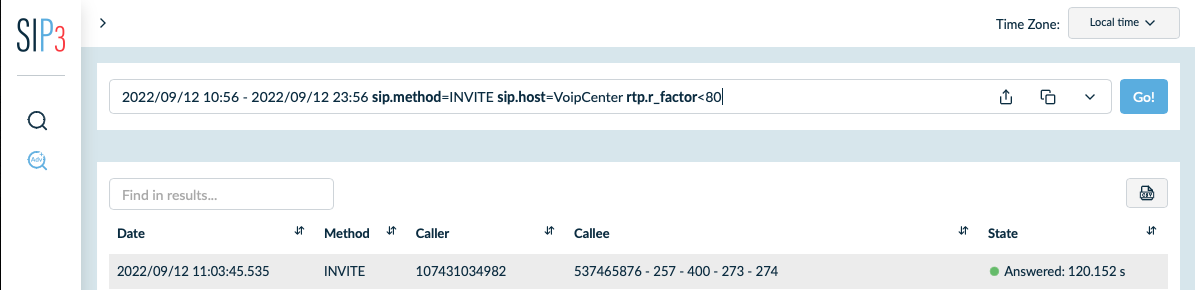 SIP3
Time Zone: Local time
2022/09/12 10:56 - 2022/09/12 23:56 sip.method=INVITE sip.host=VoipCenter rtp.r_factor<80 Go!
Adv
Find in results...
CSV
Date Method Caller Callee State
2022/09/12 11:03:45.535 INVITE 107431034982 537465876 - 257 - 400 - 273 - 274 Answered: 120.152 s